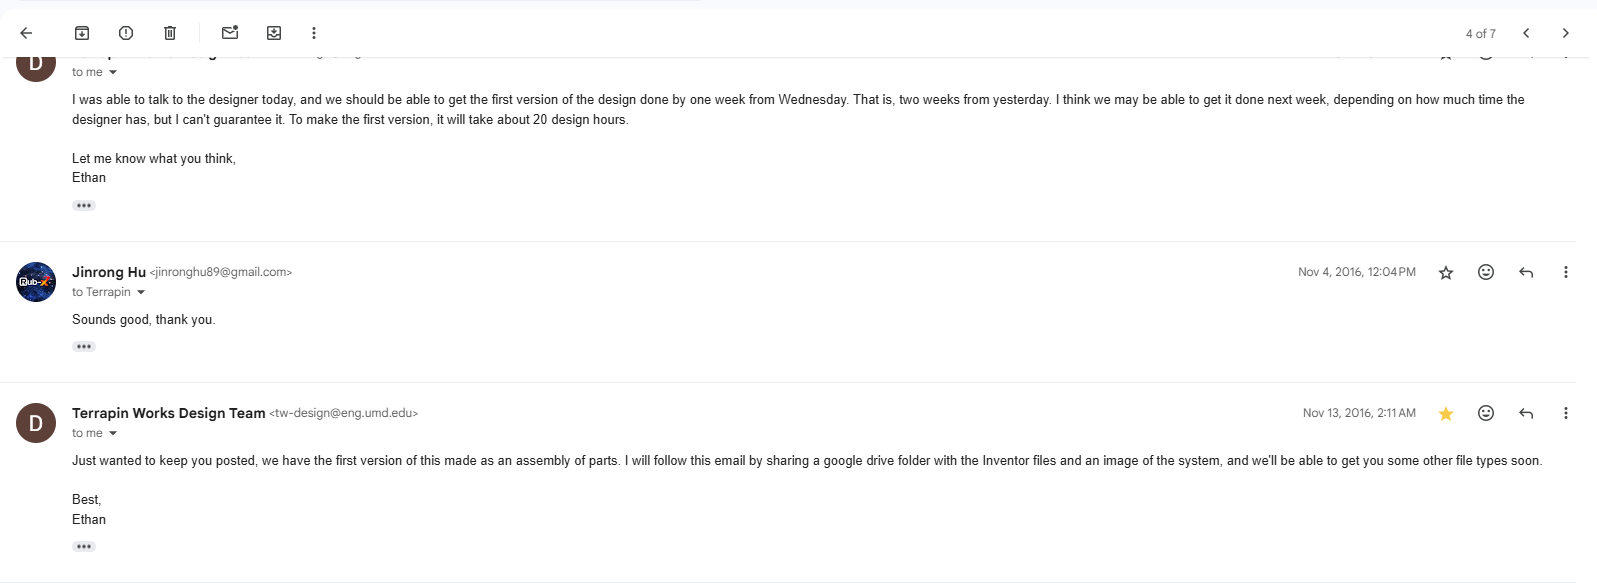 4 of 7
D
to me
I was able to talk to the designer today, and we should be able to get the first version of the design done by one week from Wednesday. That is, two weeks from yesterday. I think we may be able to get it done next week, depending on how much time the
designer has, but I can't guarantee it. To make the first version, it will take about 20 design hours.
Let me know what you think,
Ethan
Jinrong Hu <jinronghu89@gmail.com>
Nov 4, 2016, 12:04 PM
Rub-X
to Terrapin
Sounds good, thank you.
Terrapin Works Design Team <tw-design@eng.umd.edu>
Nov 13, 2016, 2:11 AM
D
to me
Just wanted to keep you posted, we have the first version of this made as an assembly of parts. I will follow this email by sharing a google drive folder with the Inventor files and an image of the system, and we'll be able to get you some other file types soon.
Best,
Ethan